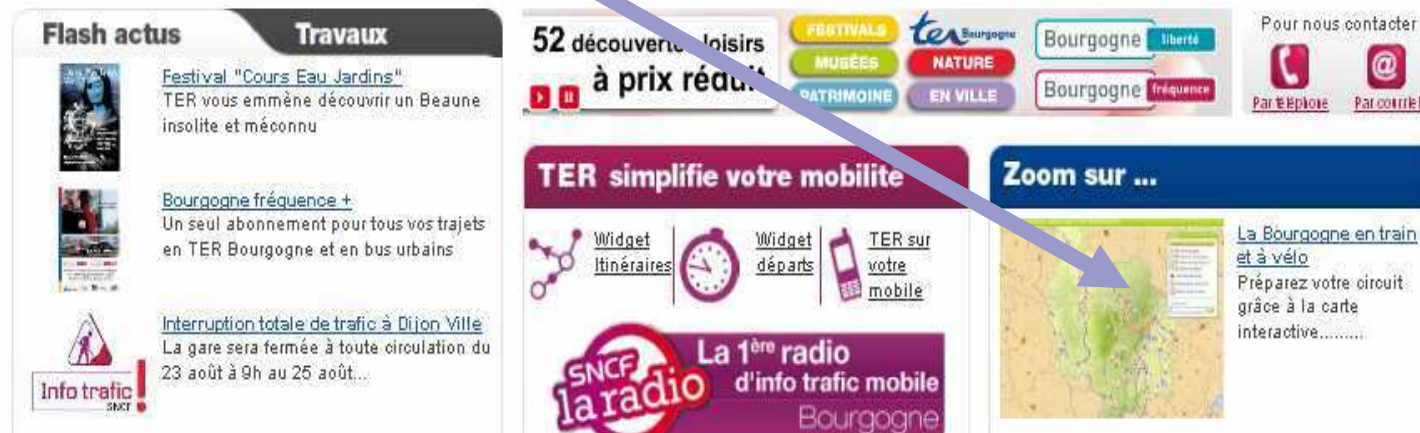 Flash actus
Travaux
Festival "Cours Eau Jardins"
TER vous emmène découvrir un Beaune
insolite et méconnu
Bourgogne fréquence +
Un seul abonnement pour tous vos trajets
en TER Bourgogne et en bus urbains
Interruption totale de trafic à Dijon Ville
La gare sera fermée à toute circulation du
23 août à 9h au 25 août...
Info trafic
SNCF
52 découverte loisirs
à prix réduit
FESTIVALS
MUSÉES
PATRIMOINE
ter Bourgogne
NATURE
EN VILLE
Bourgogne liberté
Bourgogne fréquence
Pour nous contacter
Par téléphone
Par courriel
TER simplifie votre mobilité
Widget
Itinéraires
Widget
départs
TER sur
votre
mobile
SNCF
la radio
La 1ère radio
d'info trafic mobile
Bourgogne
Zoom sur ...
La Bourgogne en train
et à vélo
Préparez votre circuit
grâce à la carte
interactive.........